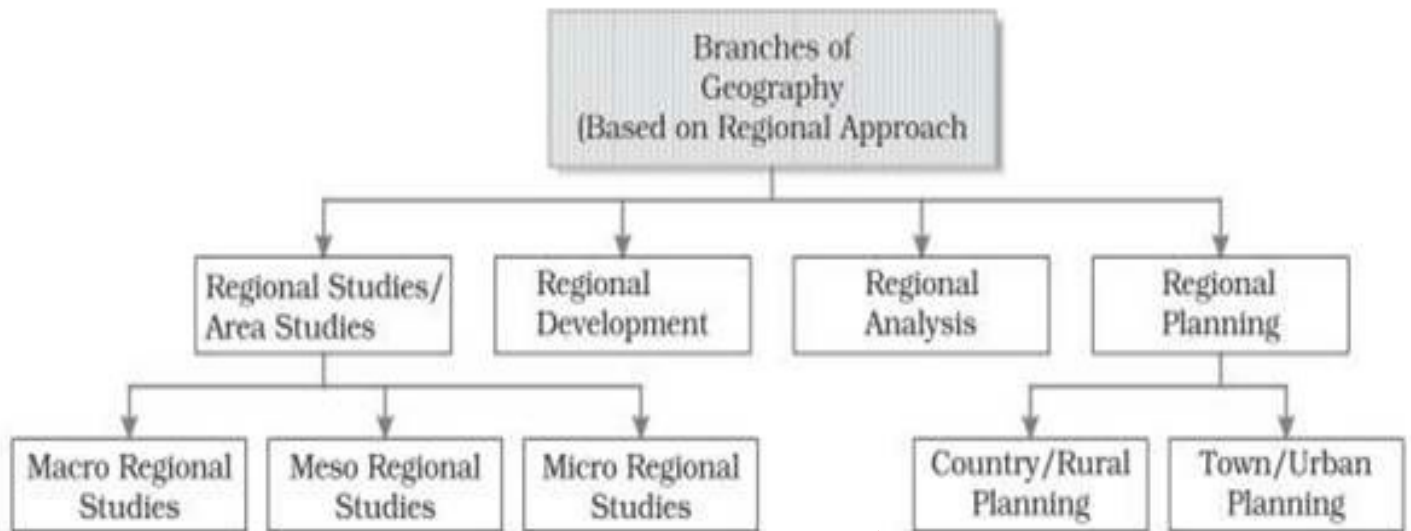 Branches of
Geography
(Based on Regional Approach
Regional Studies/
Area Studies
Regional
Development
Regional
Analysis
Regional
Planning
Macro Regional
Studies
Meso Regional
Studies
Micro Regional
Studies
Country/Rural
Planning
Town/Urban
Planning